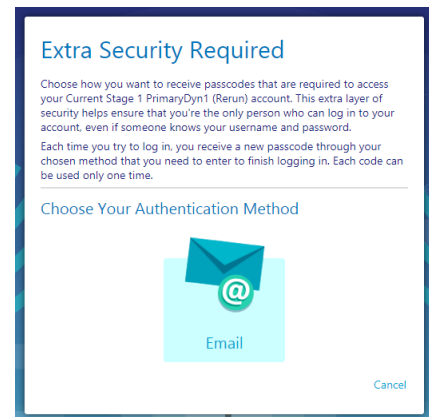 Extra Security Required
Choose how you want to receive passcodes that are required to access
your Current Stage 1 PrimaryDyn1 (Rerun) account. This extra layer of
security helps ensure that you're the only person who can log in to your
account, even if someone knows your username and password.
Each time you try to log in, you receive a new passcode through your
chosen method that you need to enter to finish logging in. Each code can
be used only one time.
Choose Your Authentication Method
@
Email
Cancel